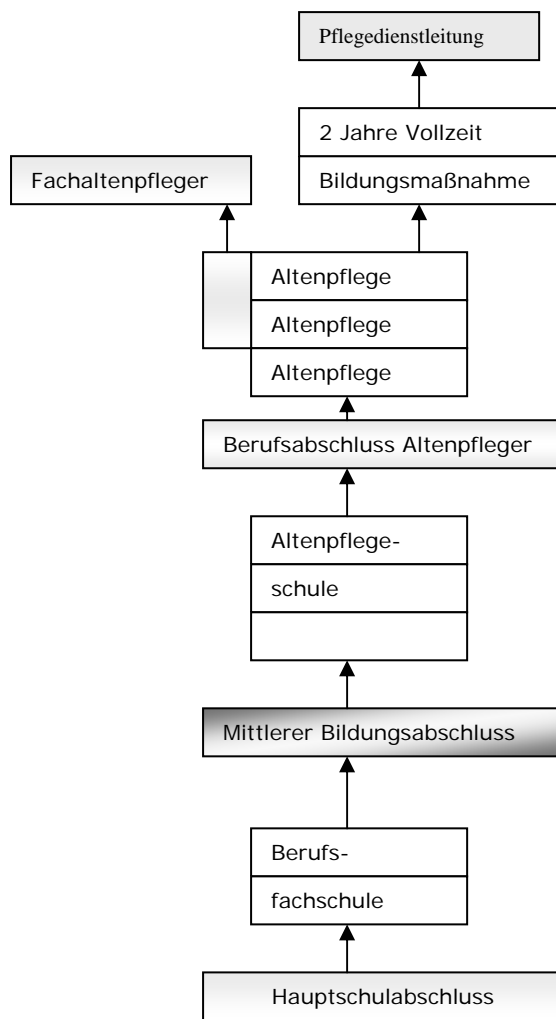 Pflegedienstleitung
2 Jahre Vollzeit
Bildungsmaßnahme
Fachaltenpfleger
Altenpflege
Altenpflege
Altenpflege
Berufsabschluss Altenpfleger
Altenpflege-
schule
Mittlerer Bildungsabschluss
Berufs-
fachschule
Hauptschulabschluss